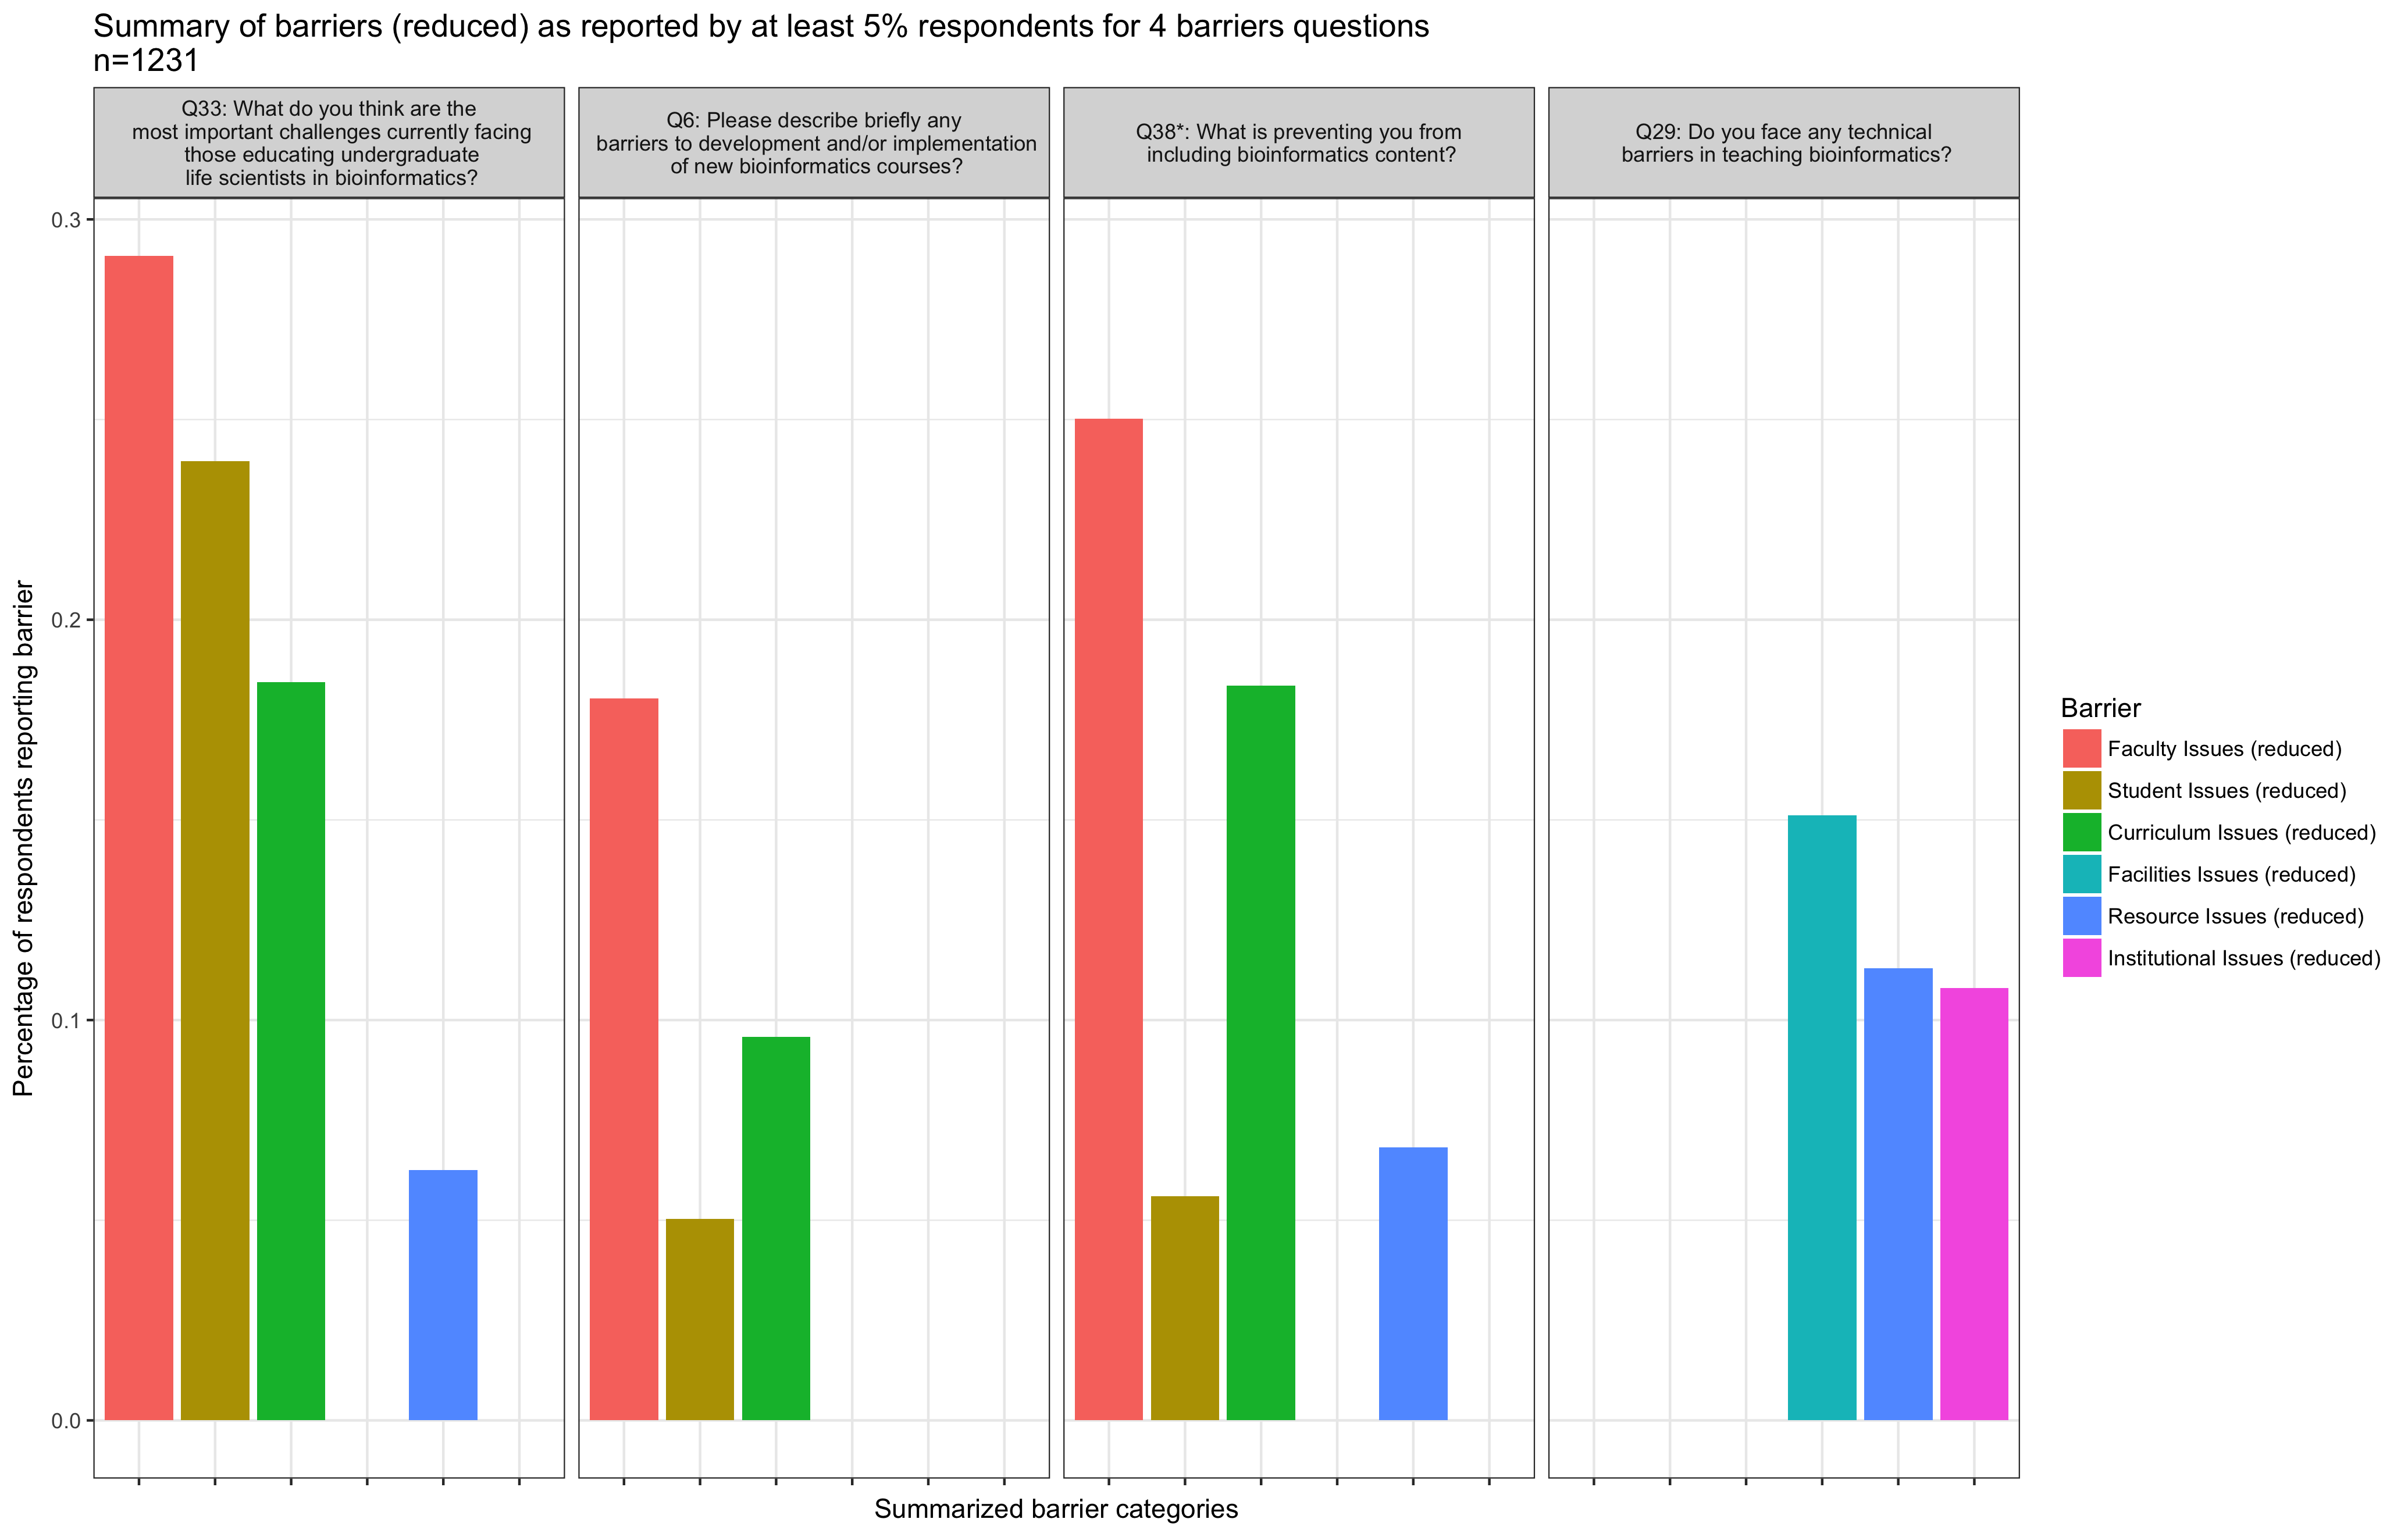 Summary of barriers (reduced) as reported by at least 5% respondents for 4 barriers questions
n=1231
Q33: What do you think are the
most important challenges currently facing
those educating undergraduate
life scientists in bioinformatics?
Q6: Please describe briefly any
barriers to development and/or implementation
of new bioinformatics courses?
Q38*: What is preventing you from
including bioinformatics content?
Q29: Do you face any technical
barriers in teaching bioinformatics?
Percentage of respondents reporting barrier
0.3
0.2
0.1
0.0
Summarized barrier categories
Barrier
Faculty Issues (reduced)
Student Issues (reduced)
Curriculum Issues (reduced)
Facilities Issues (reduced)
Resource Issues (reduced)
Institutional Issues (reduced)